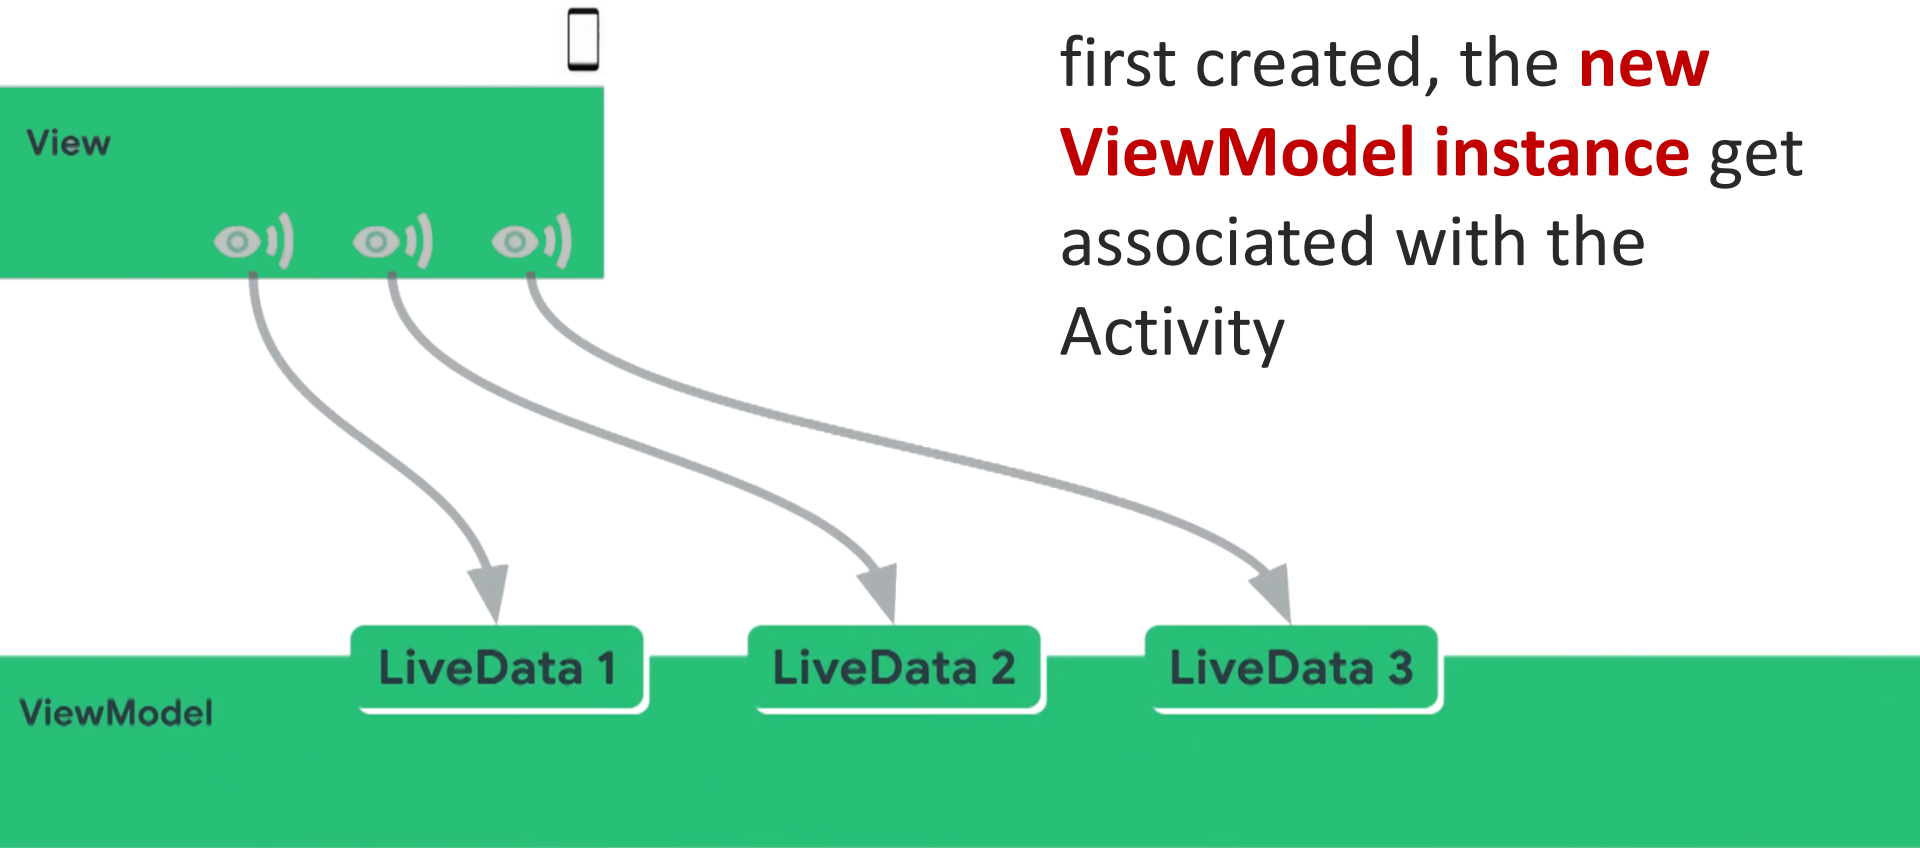 first created, the new
ViewModel instance get
associated with the
Activity
View
LiveData 1
LiveData 2
LiveData 3
ViewModel